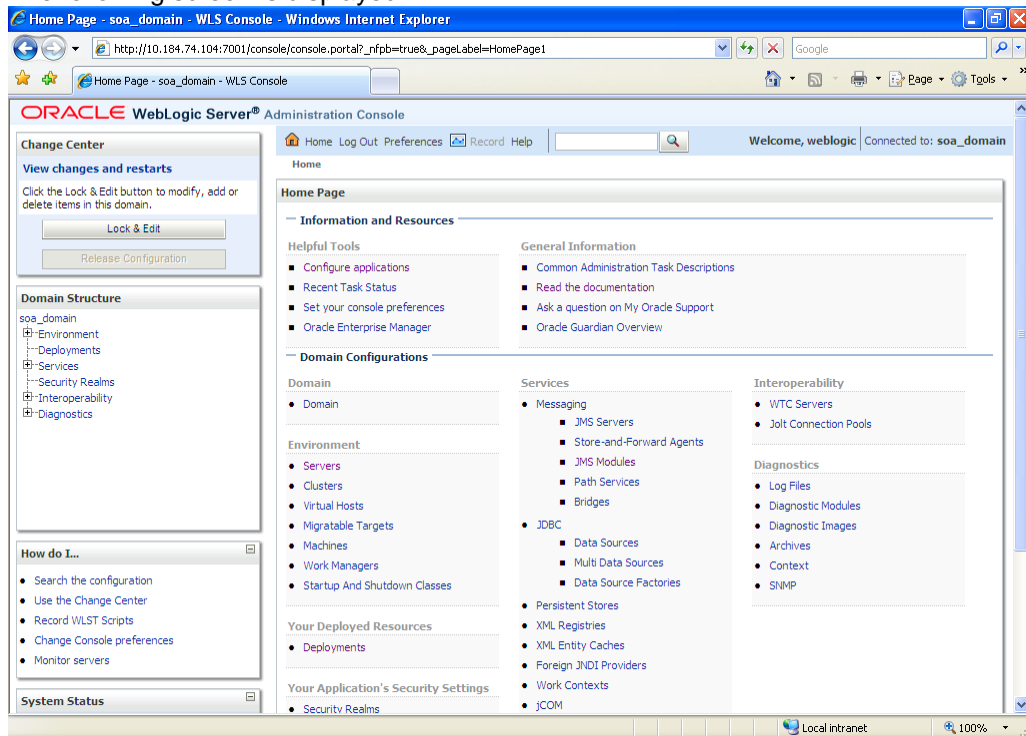 Home Page - soa_domain - WLS Console - Windows Internet Explorer
http://10.184.74.104:7001/console/console.portal?_nfpb=true&_pageLabel=HomePage1
Google
Home Page - soa_domain - WLS Console
Page
Tools
ORACLE WebLogic Server® Administration Console
Change Center
View changes and restarts
Click the Lock & Edit button to modify, add or
delete items in this domain.
Lock & Edit
Release Configuration
Domain Structure
soa_domain
Environment
Deployments
Services
Security Realms
Interoperability
Diagnostics
How do I...
Search the configuration
Use the Change Center
Record WLST Scripts
Change Console preferences
Monitor servers
System Status
Home Log Out Preferences Record Help
Welcome, weblogic Connected to: soa_domain
Home
Home Page
Information and Resources
Helpful Tools
Configure applications
Recent Task Status
Set your console preferences
Oracle Enterprise Manager
General Information
Common Administration Task Descriptions
Read the documentation
Ask a question on My Oracle Support
Oracle Guardian Overview
Domain Configurations
Domain
Domain
Environment
Servers
Clusters
Virtual Hosts
Migratable Targets
Machines
Work Managers
Startup And Shutdown Classes
Your Deployed Resources
Deployments
Your Application's Security Settings
Security Realms
Services
Messaging
JMS Servers
Store-and-Forward Agents
JMS Modules
Path Services
Bridges
JDBC
Data Sources
Multi Data Sources
Data Source Factories
Persistent Stores
XML Registries
XML Entity Caches
Foreign JNDI Providers
Work Contexts
jCOM
Interoperability
WTC Servers
Jolt Connection Pools
Diagnostics
Log Files
Diagnostic Modules
Diagnostic Images
Archives
Context
SNMP
Local intranet
100%